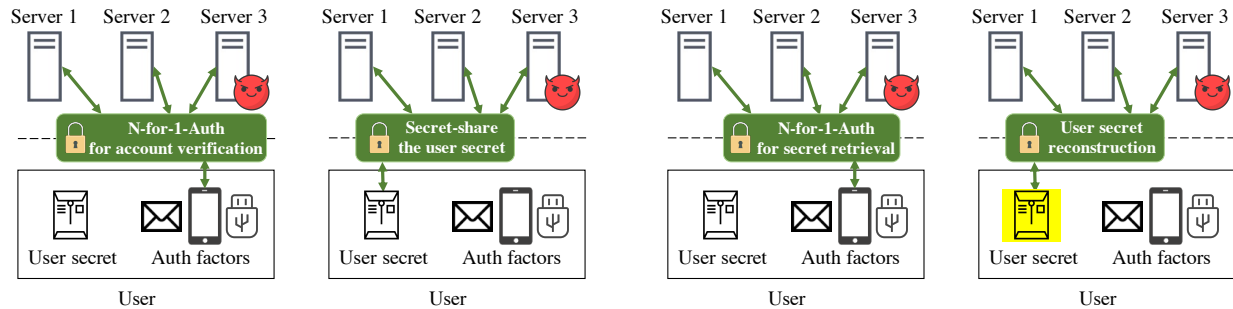 Server 1 Server 2 Server 3
N-for-1-Auth
for account verification
User secret Auth factors
User
Server 1 Server 2 Server 3
Secret-share
the user secret
User secret Auth factors
User
Server 1 Server 2 Server 3
N-for-1-Auth
for secret retrieval
User secret Auth factors
User
Server 1 Server 2 Server 3
User secret
reconstruction
User secret Auth factors
User